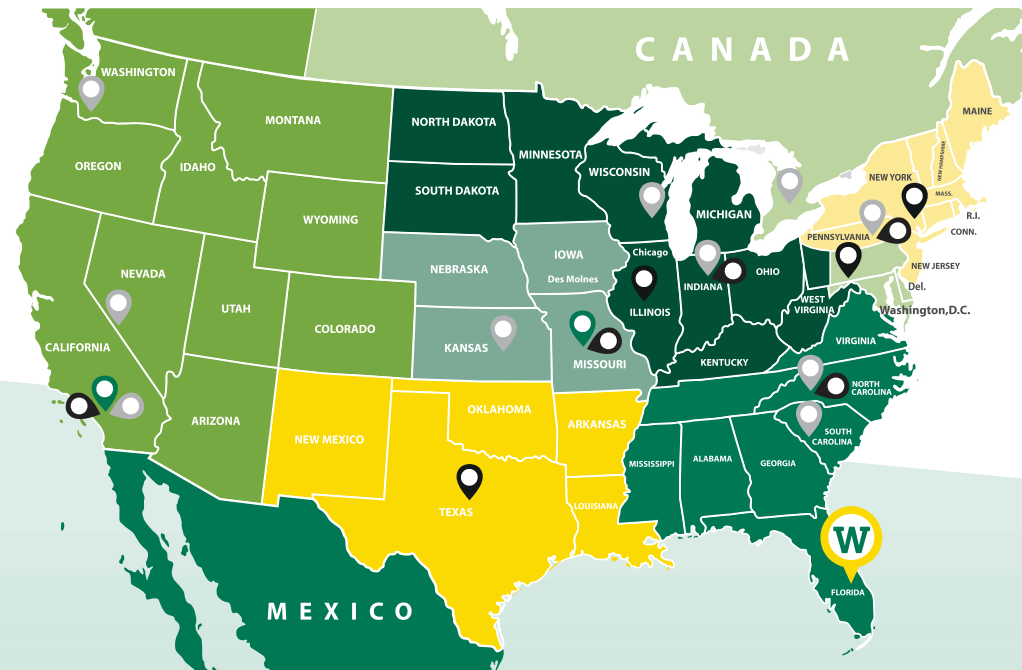 CANADA
WASHINGTON
MONTANA
NORTH DAKOTA
MINNESOTA
MAINE
OREGON
IDAHO
WISCONSIN
NEW YORK
NEW HAMPSHIRE
SOUTH DAKOTA
MASS.
WYOMING
MICHIGAN
R.I.
CONN.
PENNSYLVANIA
IOWA
Chicago
NEBRASKA
NEVADA
OHIO
NEW JERSEY
Des Moines
INDIANA
Del.
UTAH
ILLINOIS
WEST
VIRGINIA
Washington,D.C.
COLORADO
VIRGINIA
CALIFORNIA
KANSAS
MISSOURI
KENTUCKY
NORTH
CAROLINA
ARIZONA
NEW MEXICO
OKLAHOMA
ARKANSAS
SOUTH
CAROLINA
MISSISSIPPI
ALABAMA
GEORGIA
TEXAS
LOUISIANA
W
FLORIDA
MEXICO